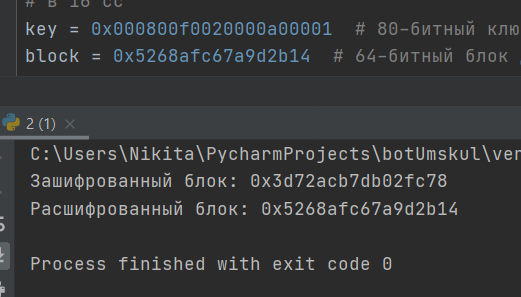 # в 16 сс
key = 0x000800f0020000a00001 # 80-битный клю
block = 0x5268afc67a9d2b14 # 64-битный блок
2 (1) ×
C:\Users\Nikita\PycharmProjects\botUmskul\ver
Зашифрованный блок: 0x3d72acb7db02fc78
Расшифрованный блок: 0x5268afc67a9d2b14
Process finished with exit code 0